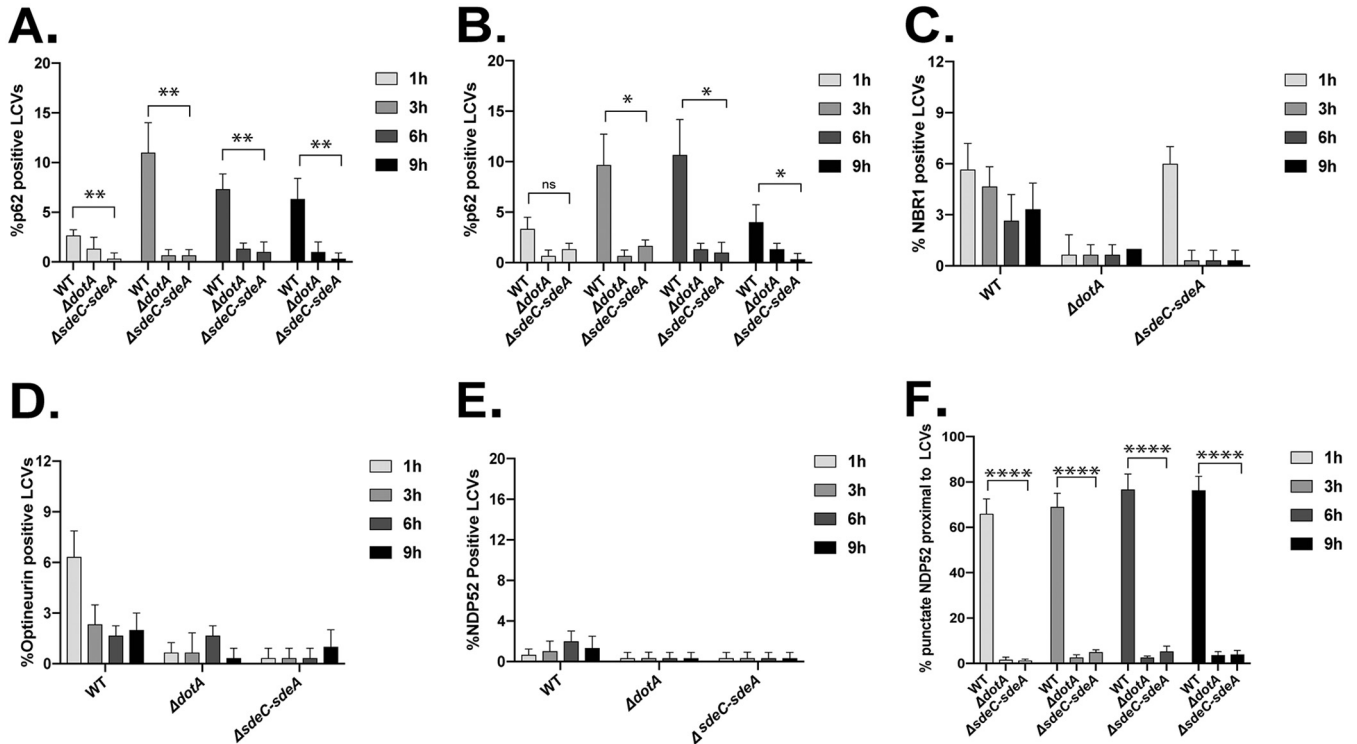 A.
%p62 positive LCVs
20
15
10
5
0
**
**
**
**
WT
ΔdotA
ΔsdeC-sdeA
WT
ΔdotA
ΔsdeC-sdeA
WT
ΔdotA
ΔsdeC-sdeA
WT
ΔdotA
ΔsdeC-sdeA
1h
3h
6h
9h
B.
%p62 positive LCVs
20
15
10
5
0
ns
*
*
*
WT
ΔdotA
ΔsdeC-sdeA
WT
ΔdotA
ΔsdeC-sdeA
WT
ΔdotA
ΔsdeC-sdeA
WT
ΔdotA
ΔsdeC-sdeA
1h
3h
6h
9h
C.
% NBR1 positive LCVs
12
9
6
3
0
WT
ΔdotA
ΔsdeC-sdeA
1h
3h
6h
9h
D.
%Optineurin positive LCVs
12
9
6
3
0
WT
ΔdotA
ΔsdeC-sdeA
1h
3h
6h
9h
E.
%NDP52 Positive LCVs
20
16
12
8
4
0
WT
ΔdotA
ΔsdeC-sdeA
1h
3h
6h
9h
F.
% punctate NDP52 proximal to LCVs
100
80
60
40
20
0
****
****
****
****
WT
ΔdotA
ΔsdeC-sdeA
WT
ΔdotA
ΔsdeC-sdeA
WT
ΔdotA
ΔsdeC-sdeA
WT
ΔdotA
ΔsdeC-sdeA
1h
3h
6h
9h